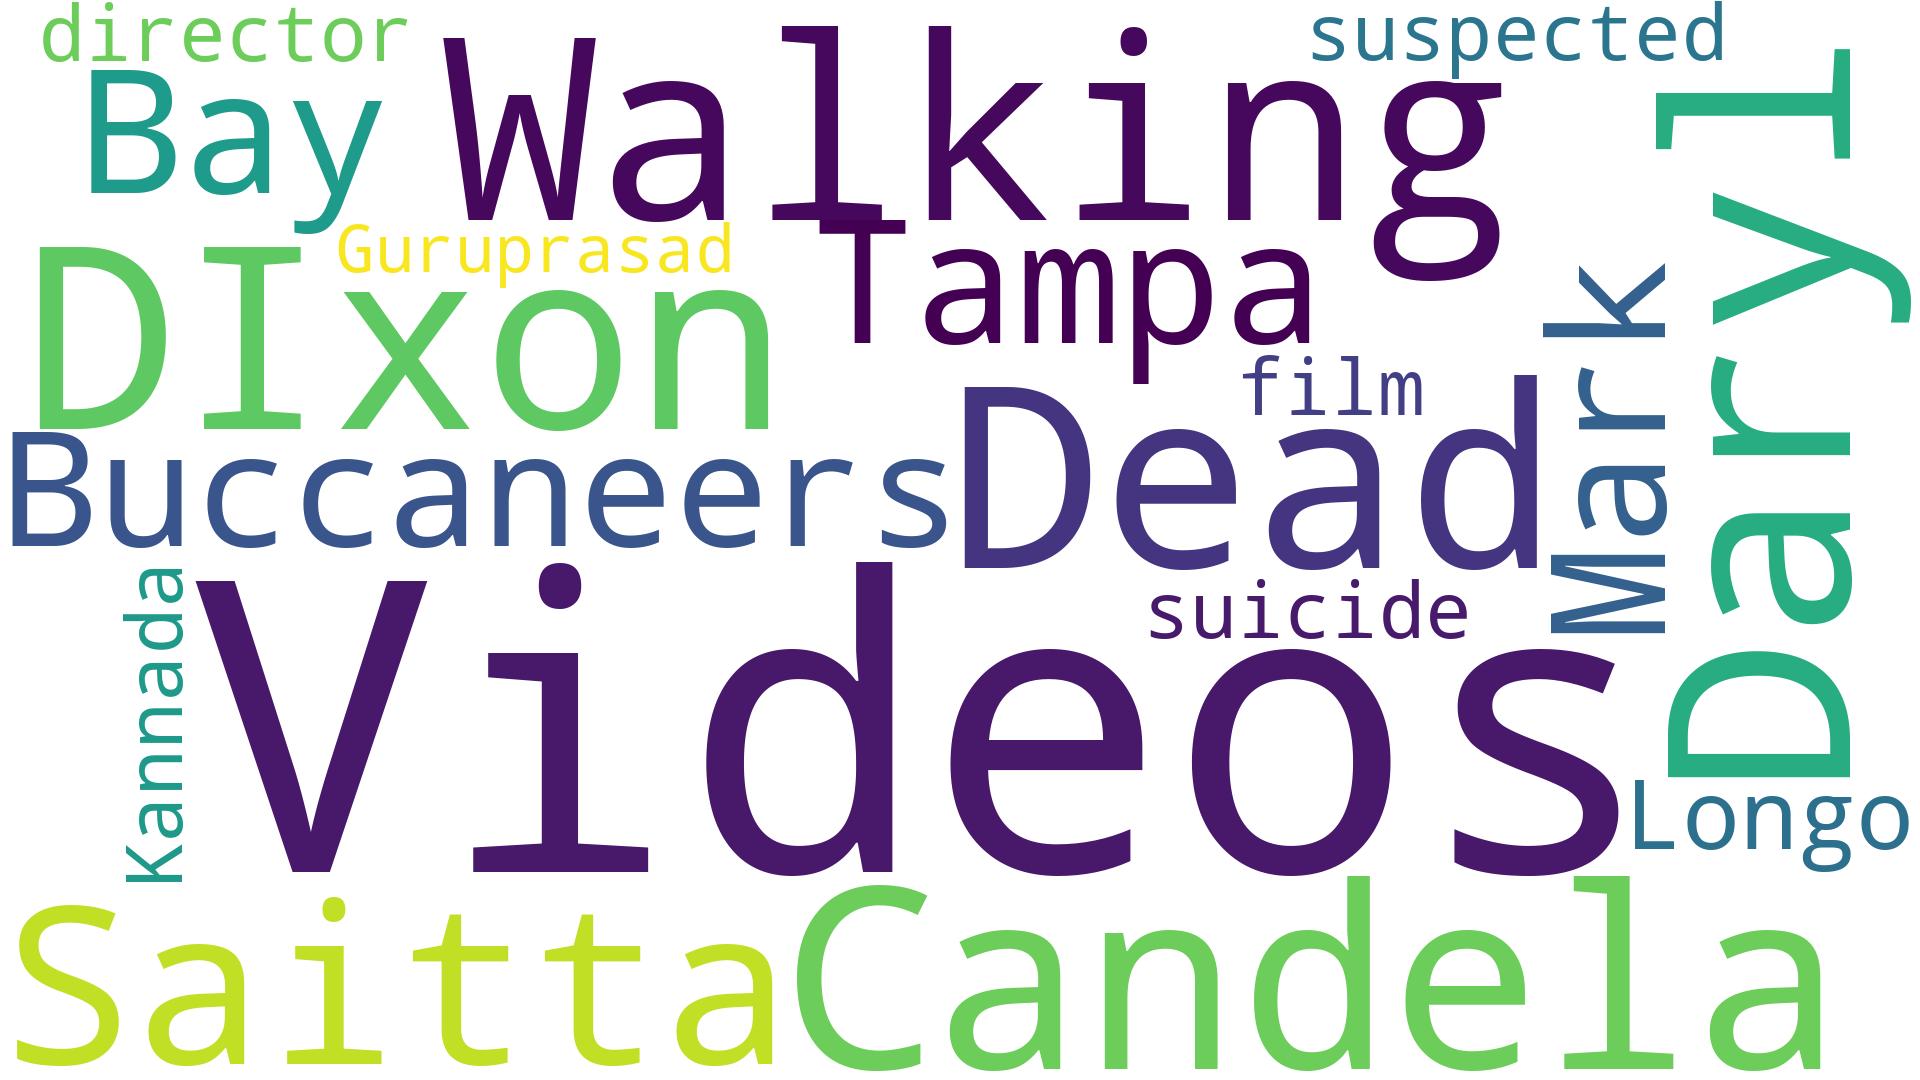 director
suspected
Walking
Bay
Daryl
Guruprasad
Tampa
DIxon
Mark
film
Dead
Buccaneers
Kannada
suicide
Videos
Longo
Saitta
Candela